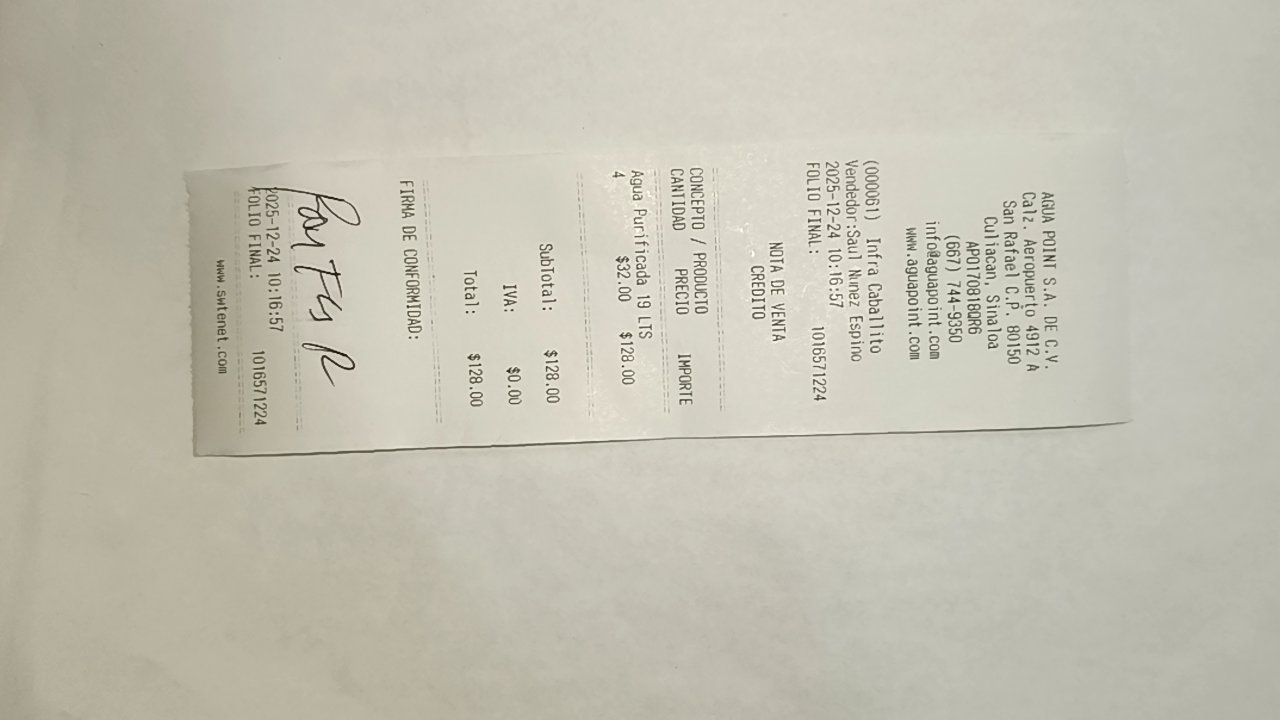 AGUA POINT S.A. DE C.V.
Calz. Aeropuerto 4912 A
San Rafael C.P. 80150
Culiacan, Sinaloa
APO170818QR6
(667) 744-9350
info@aguapoint.com
www.aguapoint.com
(000061) Infra Caballito
Vendedor:Saul Nunez Espino
2025-12-24 10:16:57
FOLIO FINAL: 1016571224
NOTA DE VENTA
CREDITO
CONCEPTO / PRODUCTO
CANTIDAD PRECIO IMPORTE
Agua Purificada 19 LTS
4 $32.00 $128.00
SubTotal: $128.00
IVA: $0.00
Total: $128.00
FIRMA DE CONFORMIDAD:
2025-12-24 10:16:57
FOLIO FINAL: 1016571224
www.swtenet.com